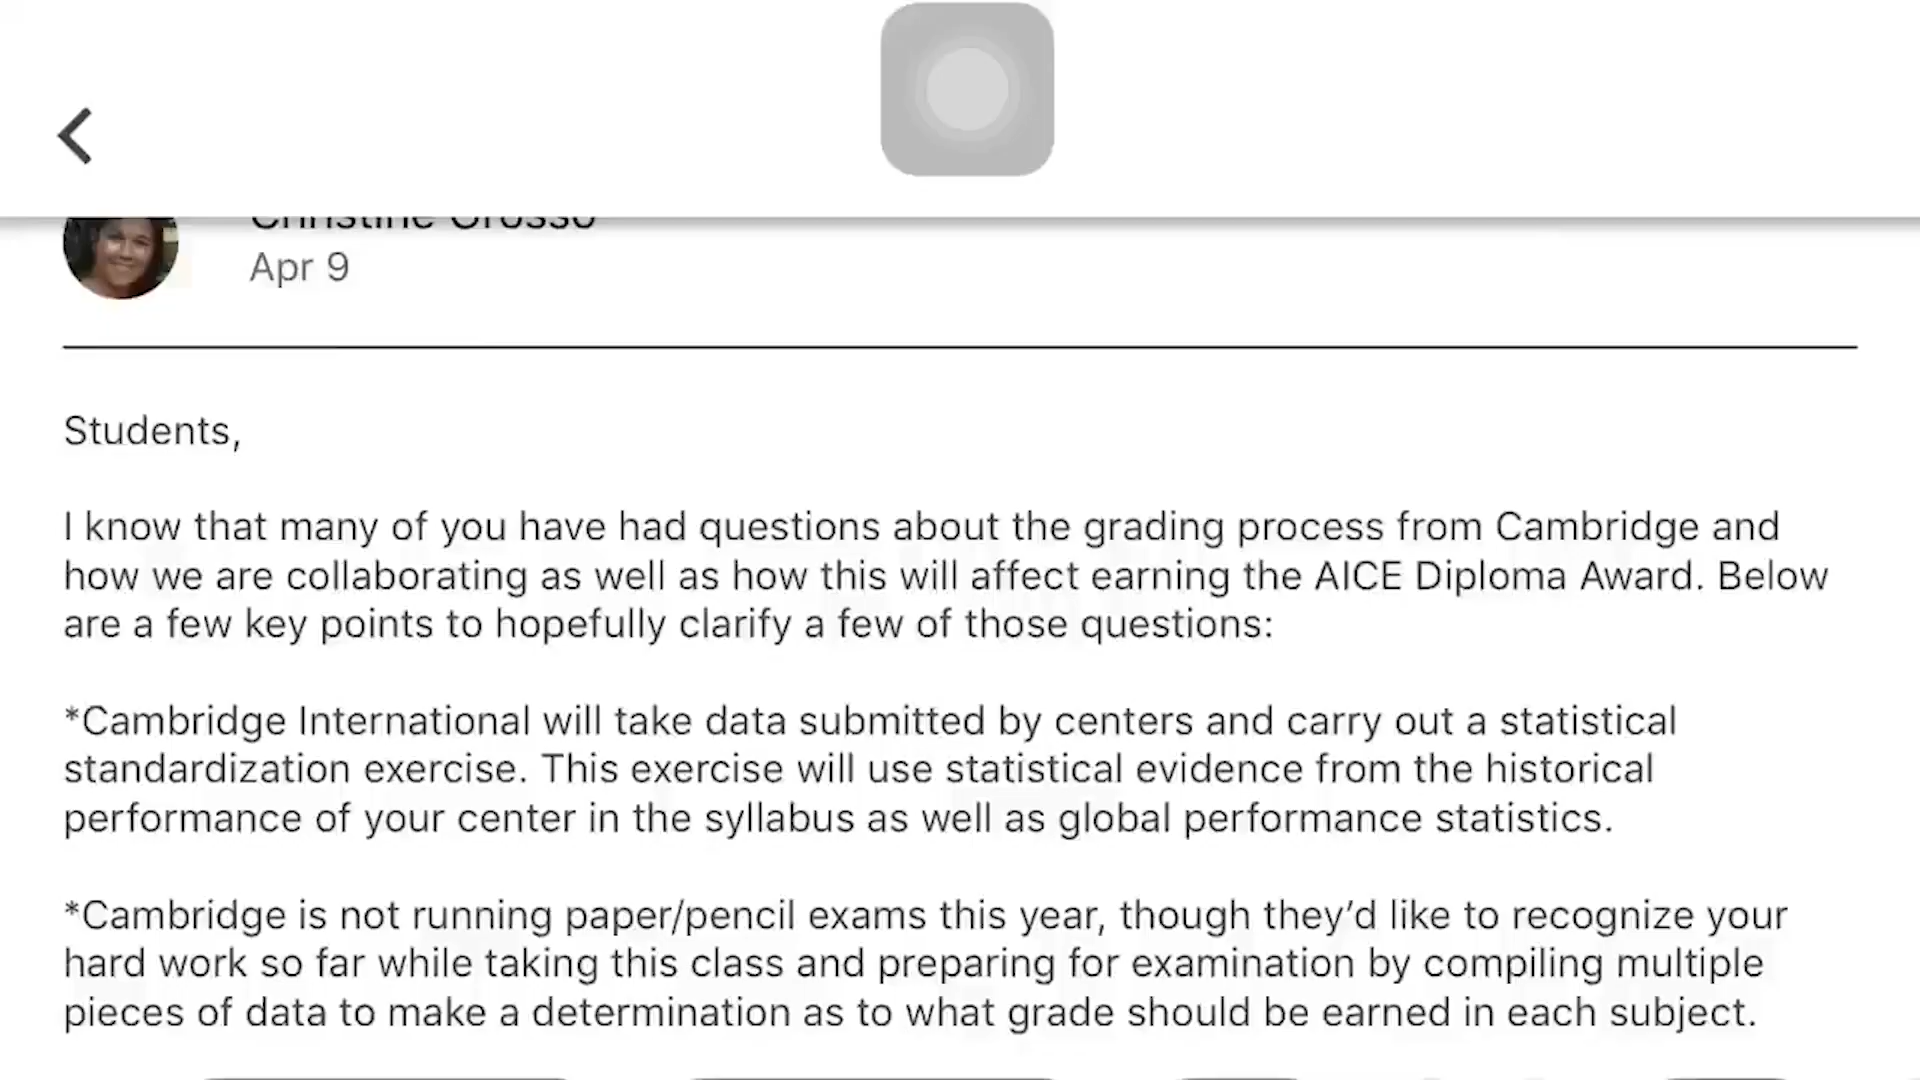 Christine Grosso
Apr 9
Students,
I know that many of you have had questions about the grading process from Cambridge and
how we are collaborating as well as how this will affect earning the AICE Diploma Award. Below
are a few key points to hopefully clarify a few of those questions:
*Cambridge International will take data submitted by centers and carry out a statistical
standardization exercise. This exercise will use statistical evidence from the historical
performance of your center in the syllabus as well as global performance statistics.
*Cambridge is not running paper/pencil exams this year, though they’d like to recognize your
hard work so far while taking this class and preparing for examination by compiling multiple
pieces of data to make a determination as to what grade should be earned in each subject.